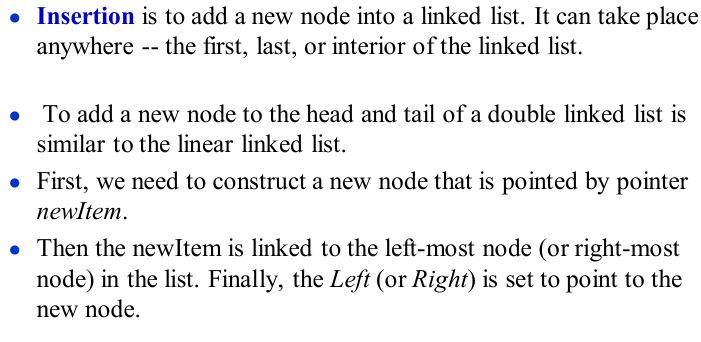 • Insertion is to add a new node into a linked list. It can take place
anywhere -- the first, last, or interior of the linked list.
• To add a new node to the head and tail of a double linked list is
similar to the linear linked list.
• First, we need to construct a new node that is pointed by pointer
newItem.
• Then the newItem is linked to the left-most node (or right-most
node) in the list. Finally, the Left (or Right) is set to point to the
new node.